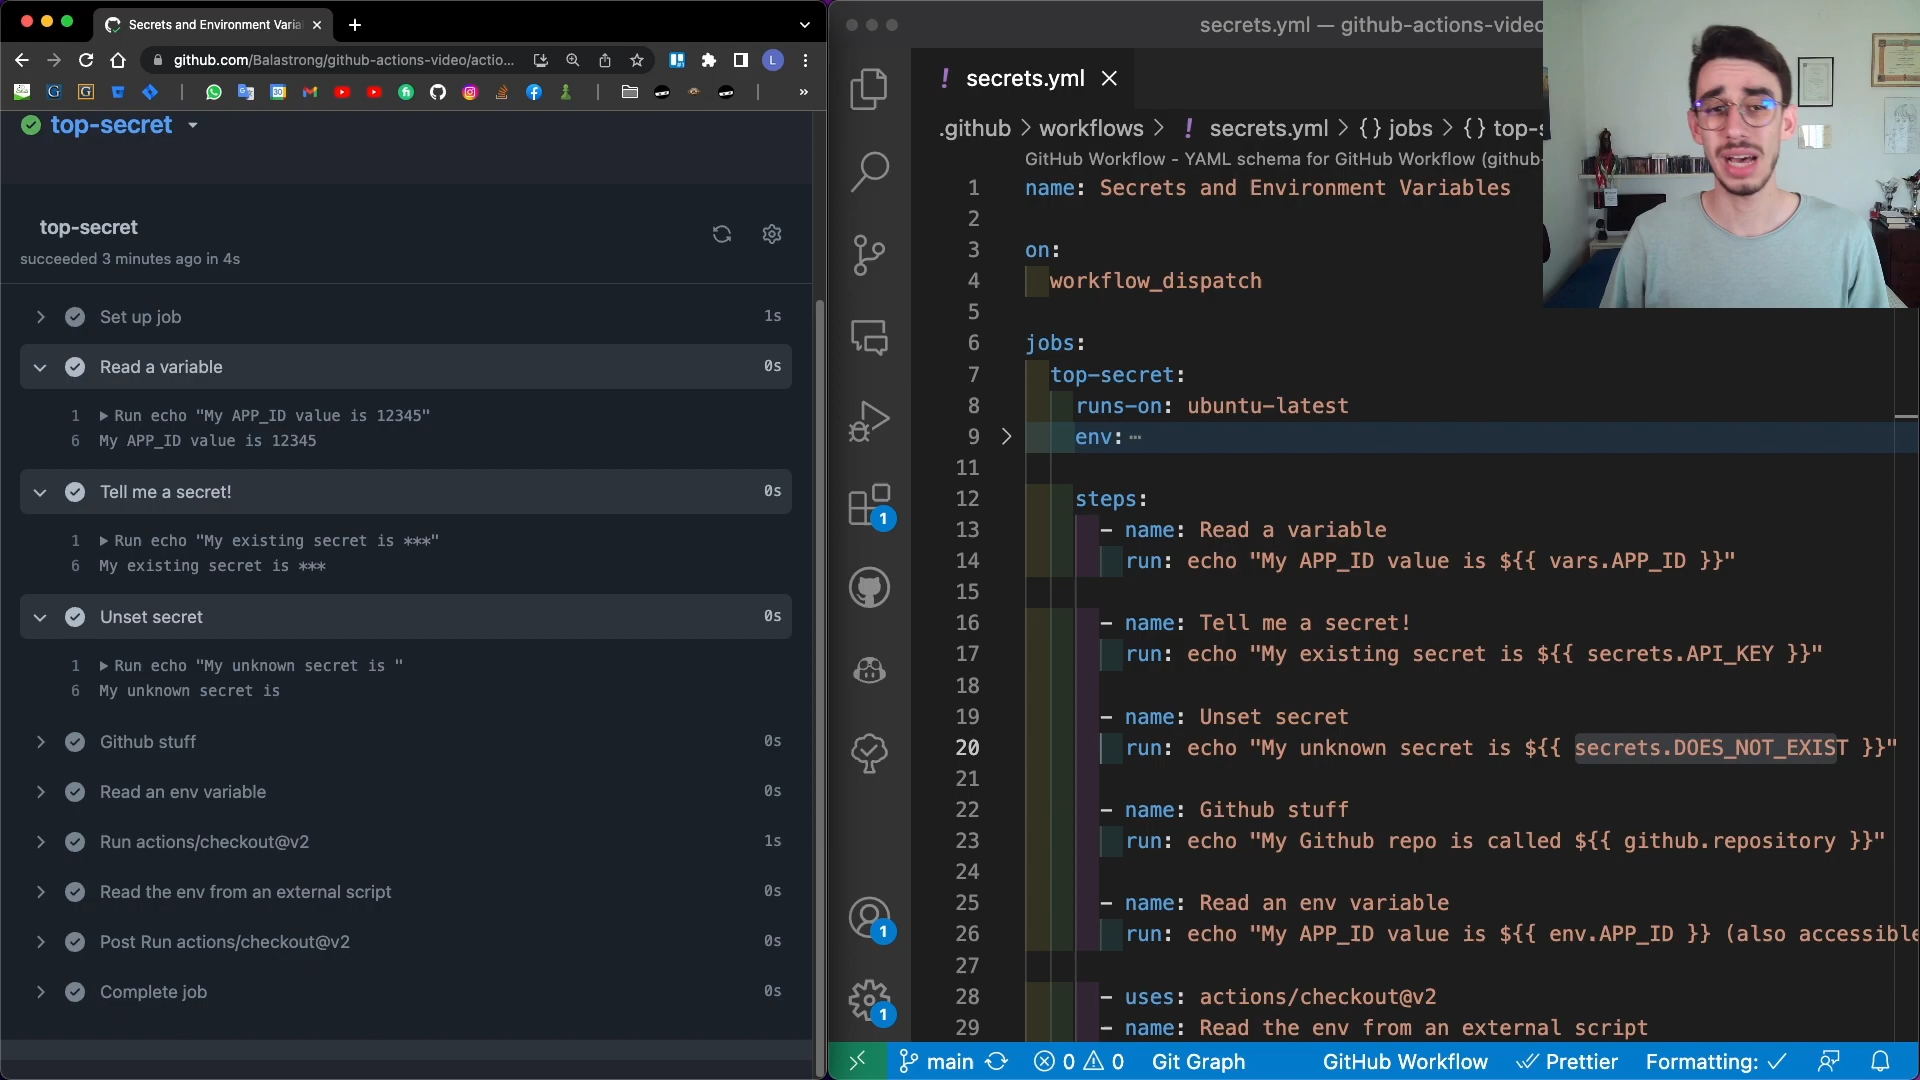 Secrets and Environment Varia
github.com/Balastrong/github-actions-video/actio...
L
top-secret
top-secret
succeeded 3 minutes ago in 4s
Set up job 1s
Read a variable 0s
1 Run echo "My APP_ID value is 12345"
6 My APP_ID value is 12345
Tell me a secret! 0s
1 Run echo "My existing secret is ***"
6 My existing secret is ***
Unset secret 0s
1 Run echo "My unknown secret is "
6 My unknown secret is
Github stuff 0s
Read an env variable 0s
Run actions/checkout@v2 1s
Read the env from an external script 0s
Post Run actions/checkout@v2 0s
Complete job 0s
secrets.yml — github-actions-video
! secrets.yml
.github > workflows > ! secrets.yml > {} jobs > {} top-s
GitHub Workflow - YAML schema for GitHub Workflow (github-
1 name: Secrets and Environment Variables
2
3 on:
4 workflow_dispatch
5
6 jobs:
7 top-secret:
8 runs-on: ubuntu-latest
9 env: ...
11
12 steps:
13 - name: Read a variable
14 run: echo "My APP_ID value is ${{ vars.APP_ID }}"
15
16 - name: Tell me a secret!
17 run: echo "My existing secret is ${{ secrets.API_KEY }}"
18
19 - name: Unset secret
20 run: echo "My unknown secret is ${{ secrets.DOES_NOT_EXIST }}"
21
22 - name: Github stuff
23 run: echo "My Github repo is called ${{ github.repository }}"
24
25 - name: Read an env variable
26 run: echo "My APP_ID value is ${{ env.APP_ID }} (also accessible
27
28 - uses: actions/checkout@v2
29 - name: Read the env from an external script
1
1
1
main 0 0 Git Graph GitHub Workflow Prettier Formatting: ✓